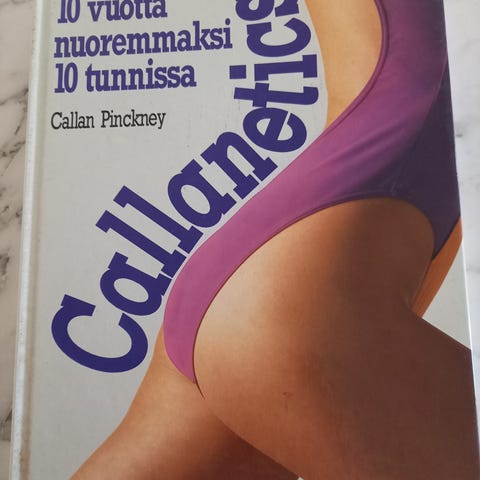 10 vuotta
nuoremmaksi
10 tunnissa
Callan Pinckney
Callanetics